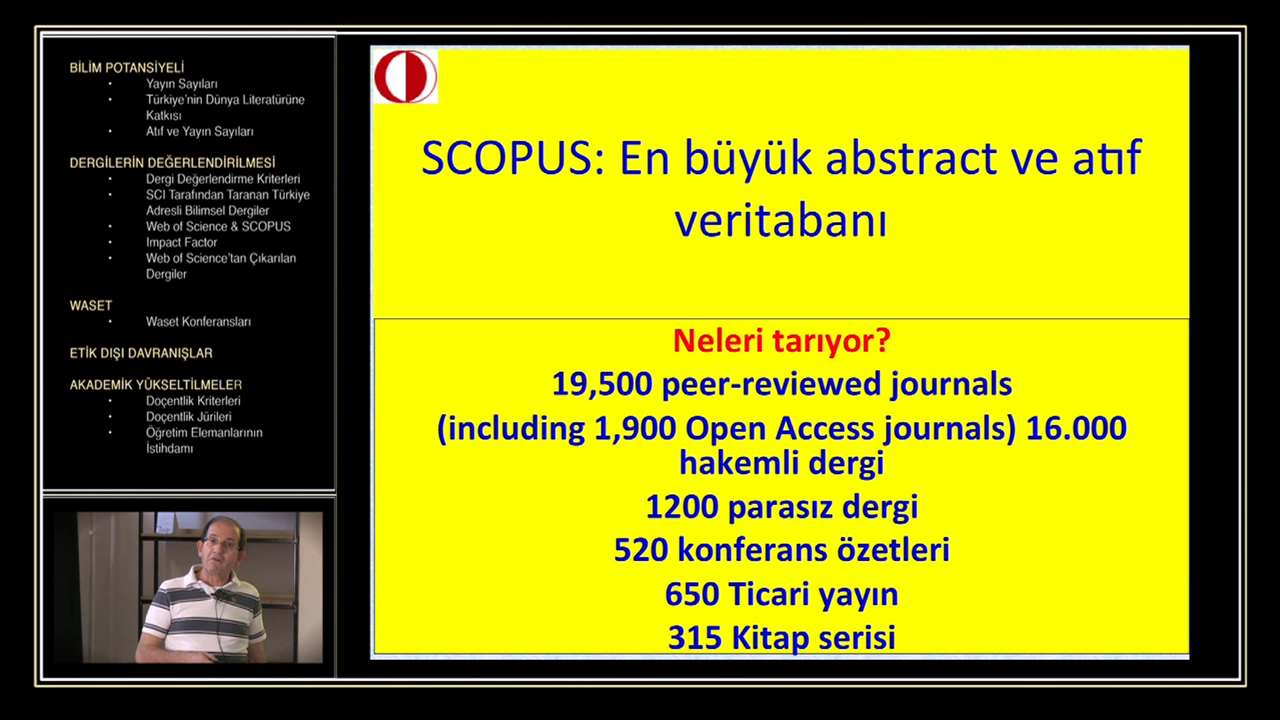 BİLİM POTANSİYELİ
• Yayın Sayıları
• Türkiye'nin Dünya Literatürüne
Katkısı
• Atıf ve Yayın Sayıları
DERGİLERİN DEĞERLENDİRİLMESİ
• Dergi Değerlendirme Kriterleri
• SCI Tarafından Taranan Türkiye
Adresli Bilimsel Dergiler
• Web of Science & SCOPUS
• Impact Factor
• Web of Science'tan Çıkarılan
Dergiler
WASET
• Waset Konferansları
ETİK DIŞI DAVRANIŞLAR
AKADEMİK YÜKSELTİLMELER
• Doçentlik Kriterleri
• Doçentlik Jürileri
• Öğretim Elemanlarının
İstihdamı
SCOPUS: En büyük abstract ve atıf
veritabanı
Neleri tarıyor?
19,500 peer-reviewed journals
(including 1,900 Open Access journals) 16.000
hakemli dergi
1200 parasız dergi
520 konferans özetleri
650 Ticari yayın
315 Kitap serisi